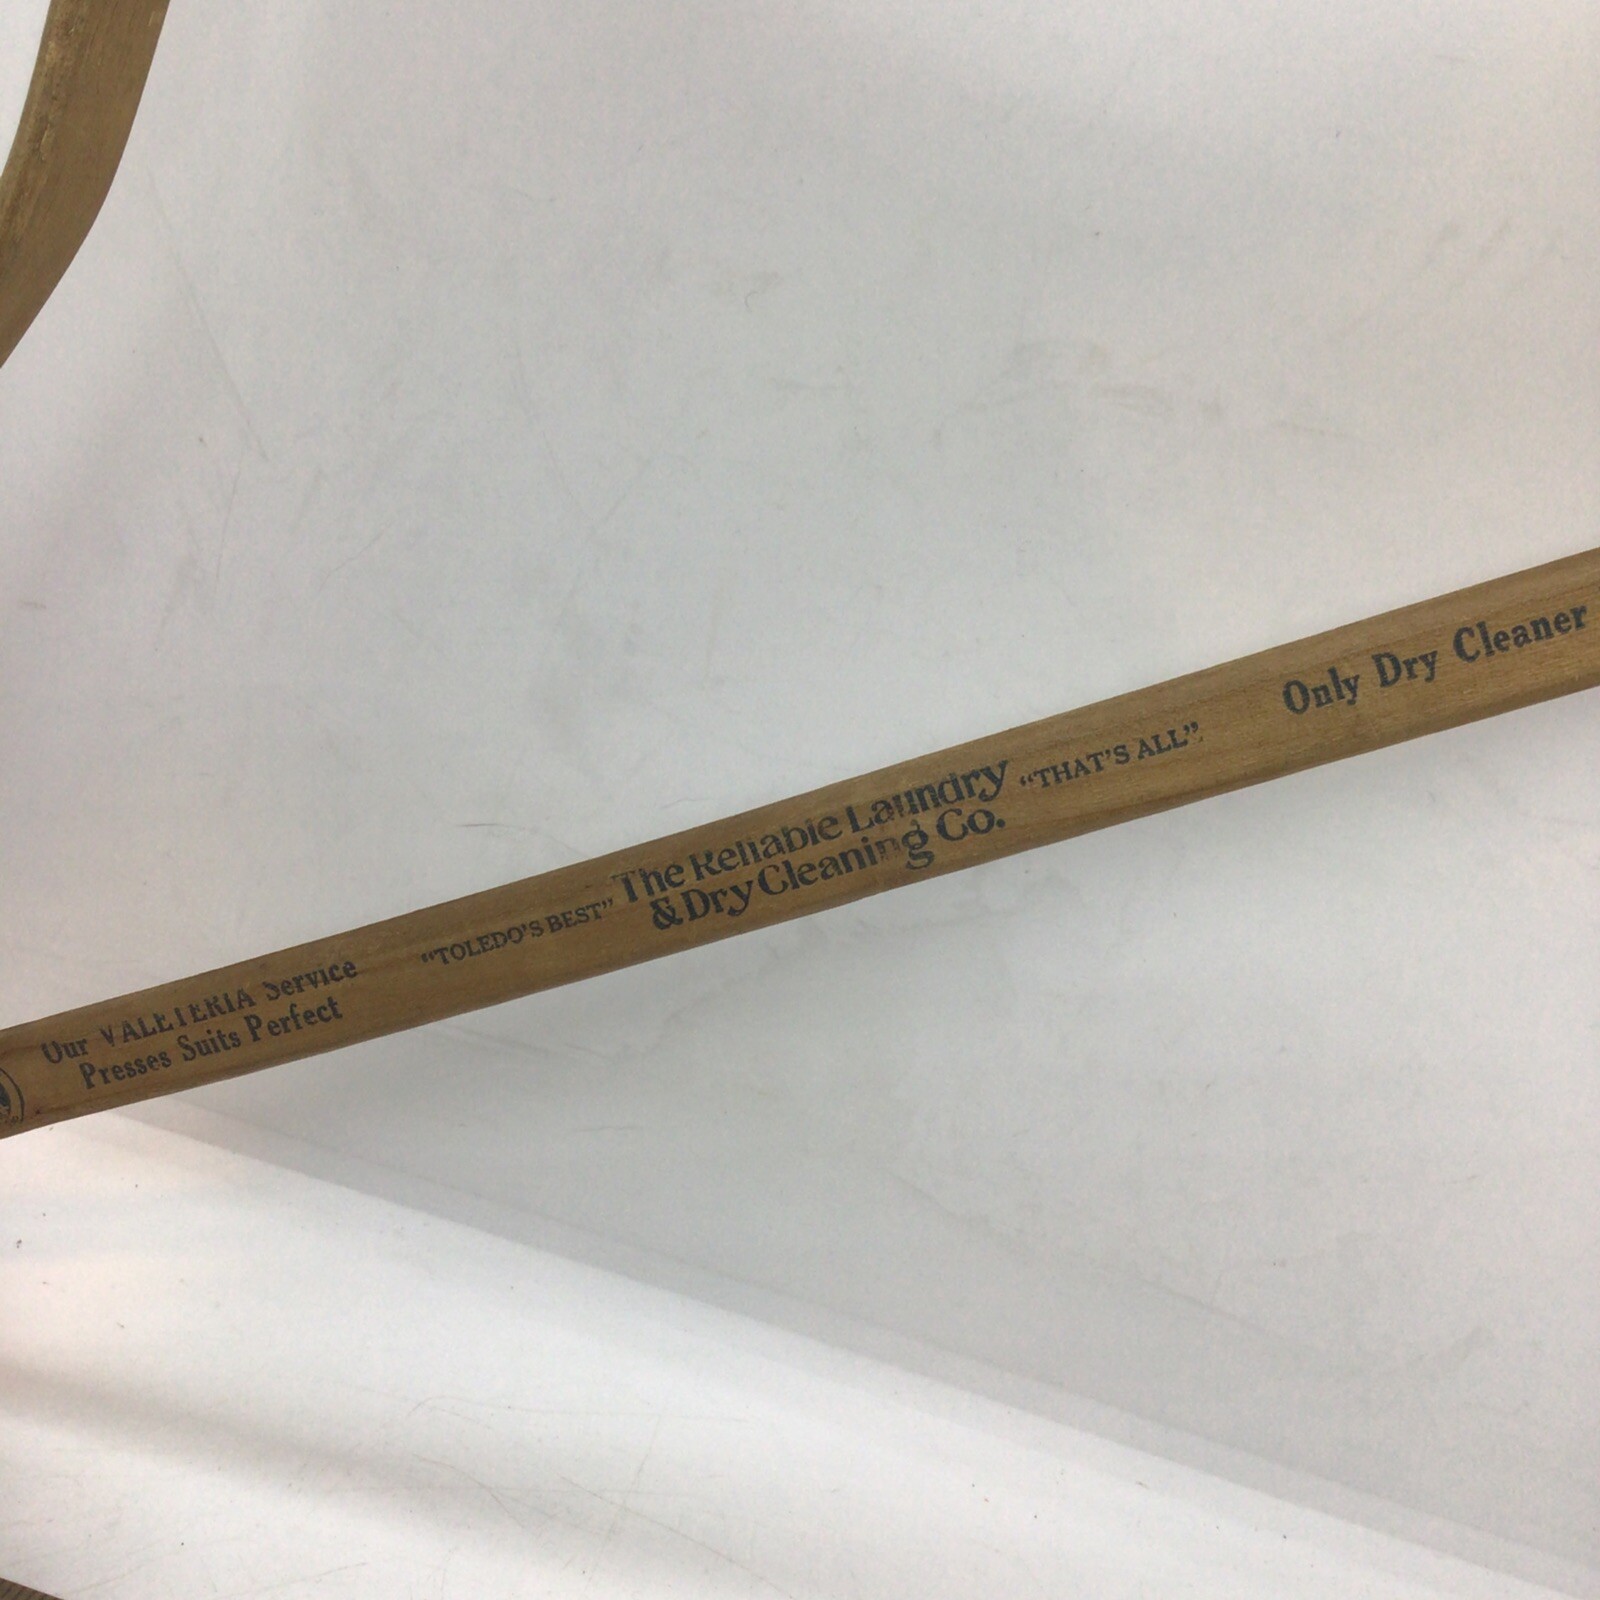 Our VALETERIA Service
Presses Suits Perfect
"TOLEDO'S BEST"
The Reliable Laundry
& Dry Cleaning Co.
"THAT'S ALL"
Only Dry Cleaner